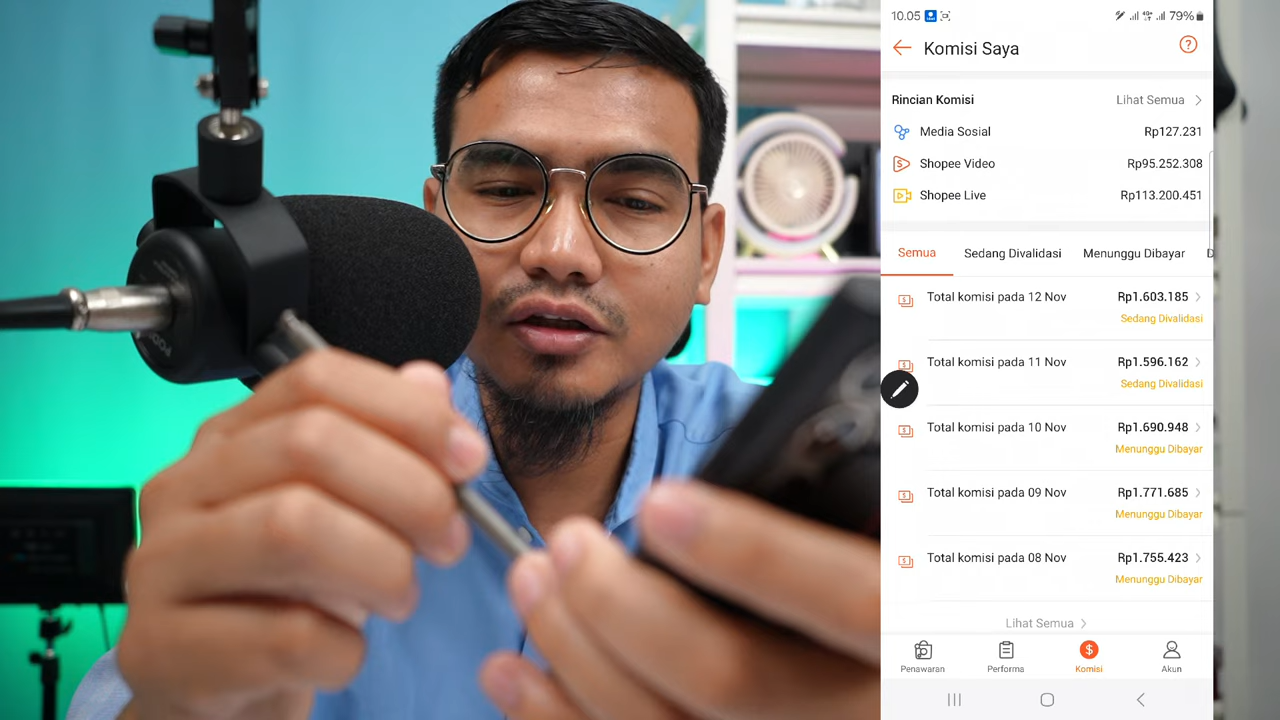 10.05
79%
Komisi Saya
Rincian Komisi
Lihat Semua
Media Sosial
Rp127.231
Shopee Video
Rp95.252.308
Shopee Live
Rp113.200.451
Semua
Sedang Divalidasi
Menunggu Dibayar
D
Total komisi pada 12 Nov
Rp1.603.185
Sedang Divalidasi
Total komisi pada 11 Nov
Rp1.596.162
Sedang Divalidasi
Total komisi pada 10 Nov
Rp1.690.948
Menunggu Dibayar
Total komisi pada 09 Nov
Rp1.771.685
Menunggu Dibayar
Total komisi pada 08 Nov
Rp1.755.423
Menunggu Dibayar
Lihat Semua
Penawaran
Performa
Komisi
Akun